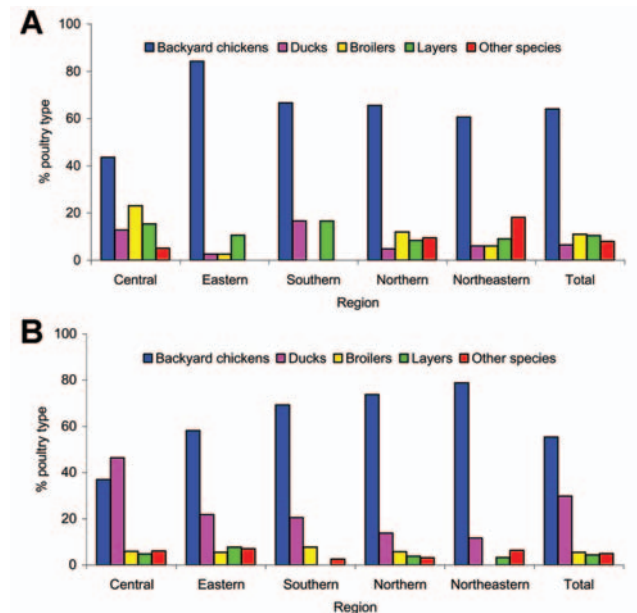 A
100
Backyard chickens Ducks Broilers Layers Other species
80
60
40
20
0
% poultry type
Central Eastern Southern Northern Northeastern Total
Region
B
100
Backyard chickens Ducks Broilers Layers Other species
80
60
40
20
0
% poultry type
Central Eastern Southern Northern Northeastern Total
Region